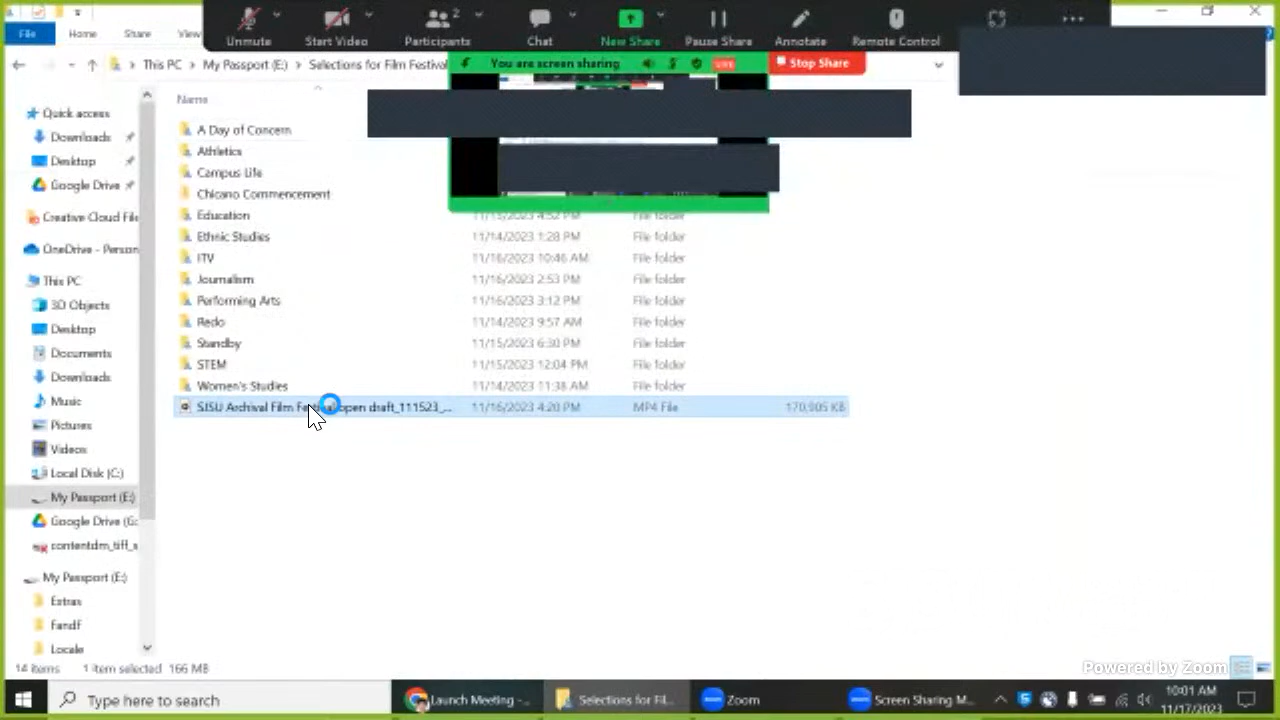 Unmute
Start Video
Participants 2
Chat
New Share
Pause Share
Annotate
Remote Control
File Home Share View
This PC My Passport (E:) Selections for Film Festival
You are screen sharing LIVE
Stop Share
Name
Quick access
Downloads
Desktop
Google Drive
Creative Cloud File
OneDrive - Person
This PC
3D Objects
Desktop
Documents
Downloads
Music
Pictures
Videos
Local Disk (C:)
My Passport (E:)
Google Drive (G:
contentdm_tiff_s
My Passport (E:)
Extras
Fandf
Locale
A Day of Concern
Athletics
Campus Life
Chicano Commencement
Education 11/15/2023 4:52 PM File folder
Ethnic Studies 11/14/2023 1:28 PM File folder
ITV 11/16/2023 10:46 AM File folder
Journalism 11/16/2023 2:53 PM File folder
Performing Arts 11/16/2023 3:12 PM File folder
Redo 11/14/2023 9:57 AM File folder
Standby 11/15/2023 6:30 PM File folder
STEM 11/15/2023 12:04 PM File folder
Women's Studies 11/14/2023 11:38 AM File folder
SJSU Archival Film Festival open draft_111523_... 11/16/2023 4:20 PM MP4 File 170,905 KB
14 items 1 item selected 166 MB
Powered by Zoom
Type here to search
Launch Meeting -...
Selections for Fil...
Zoom
Screen Sharing M...
10:01 AM
11/17/2023